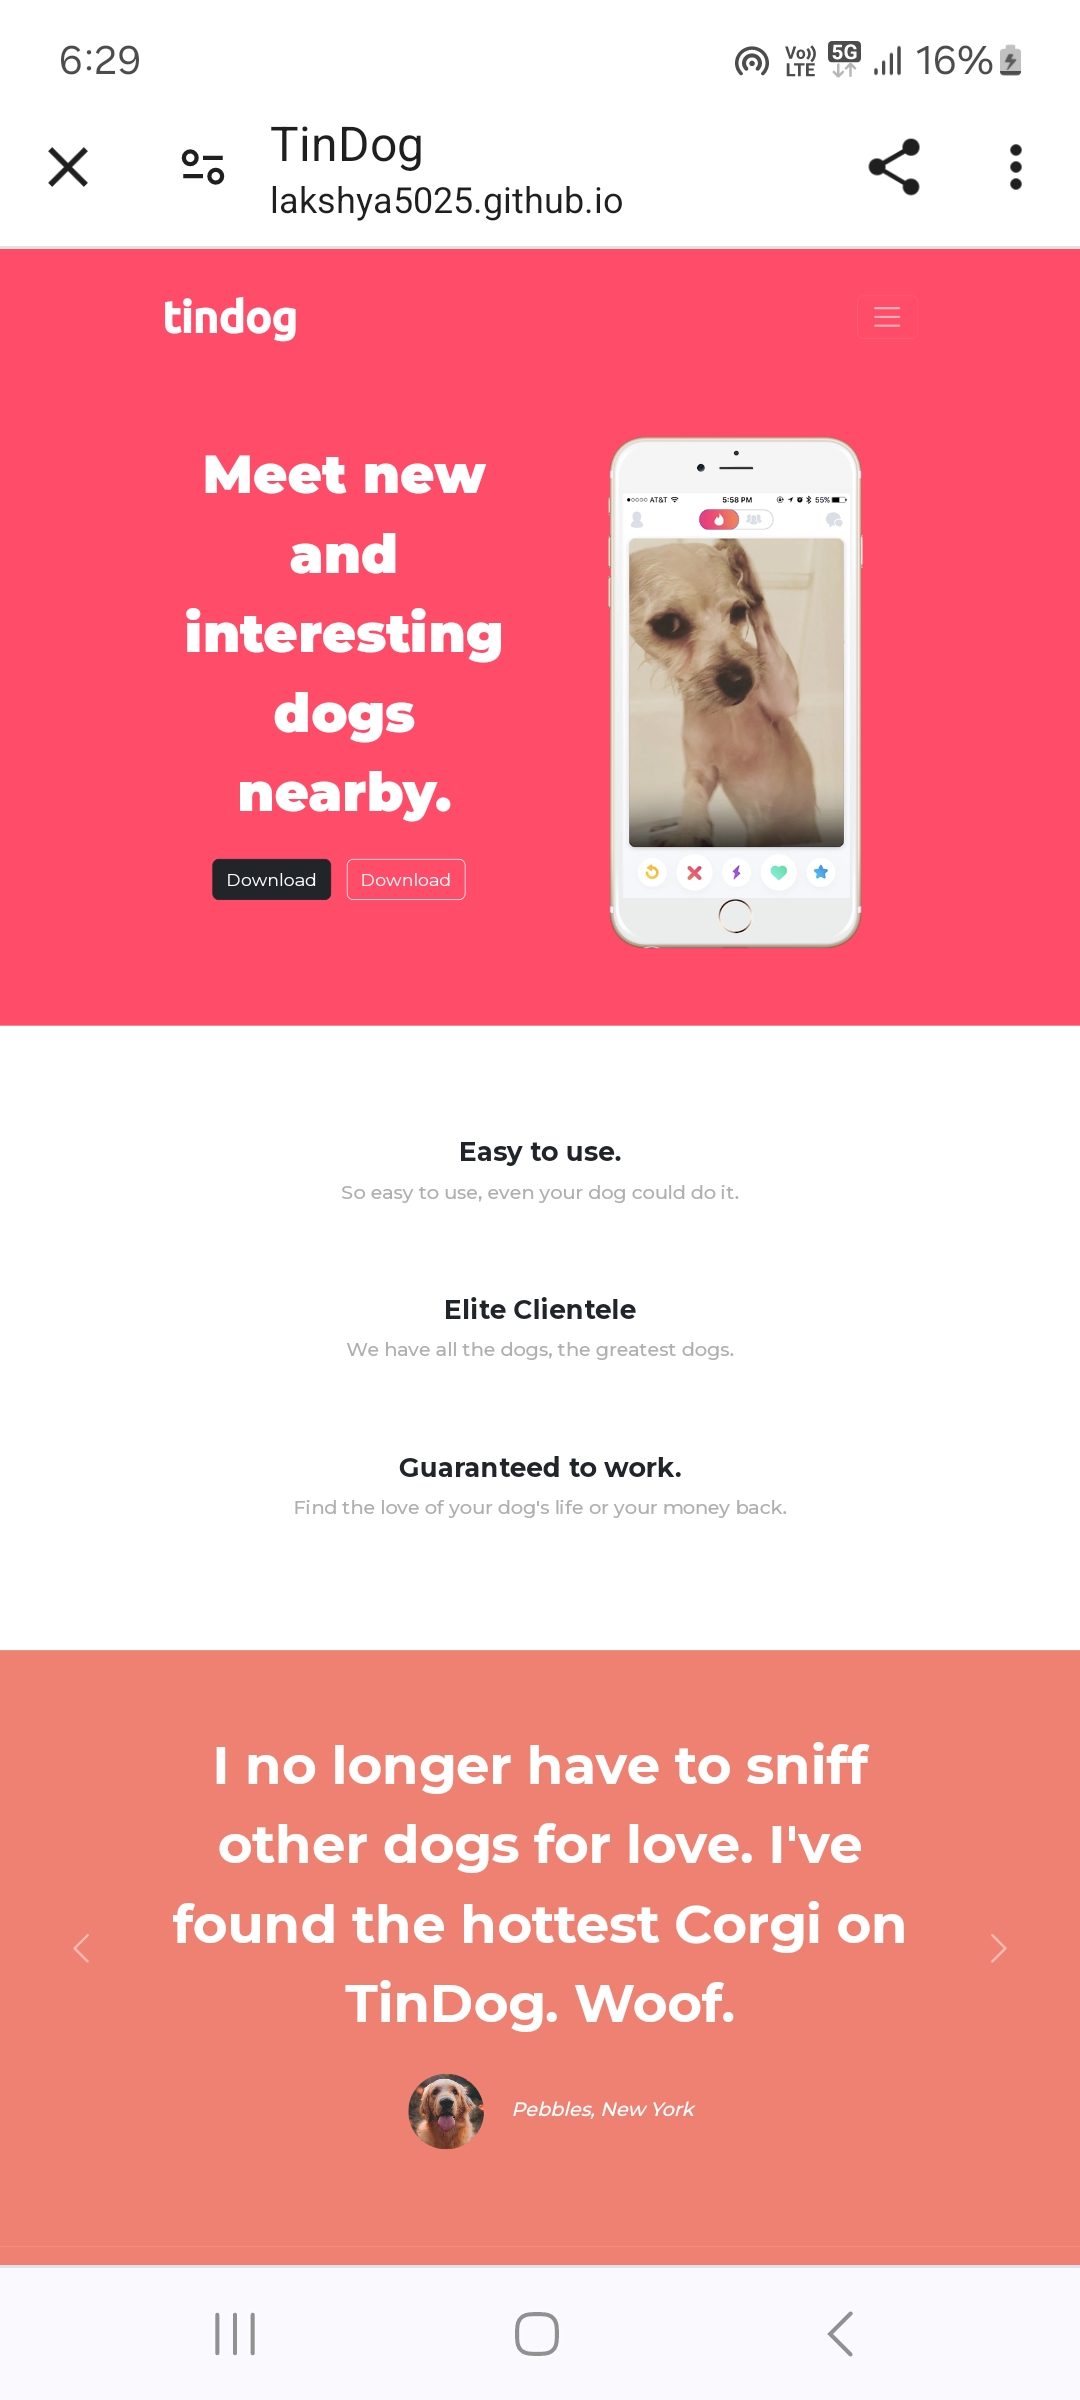 6:29
Vo)) LTE 5G 16%
TinDog
lakshya5025.github.io
tindog
Meet new
and
interesting
dogs
nearby.
Download Download
AT&T 5:58 PM 55%
Easy to use.
So easy to use, even your dog could do it.
Elite Clientele
We have all the dogs, the greatest dogs.
Guaranteed to work.
Find the love of your dog's life or your money back.
I no longer have to sniff
other dogs for love. I've
found the hottest Corgi on
TinDog. Woof.
Pebbles, New York